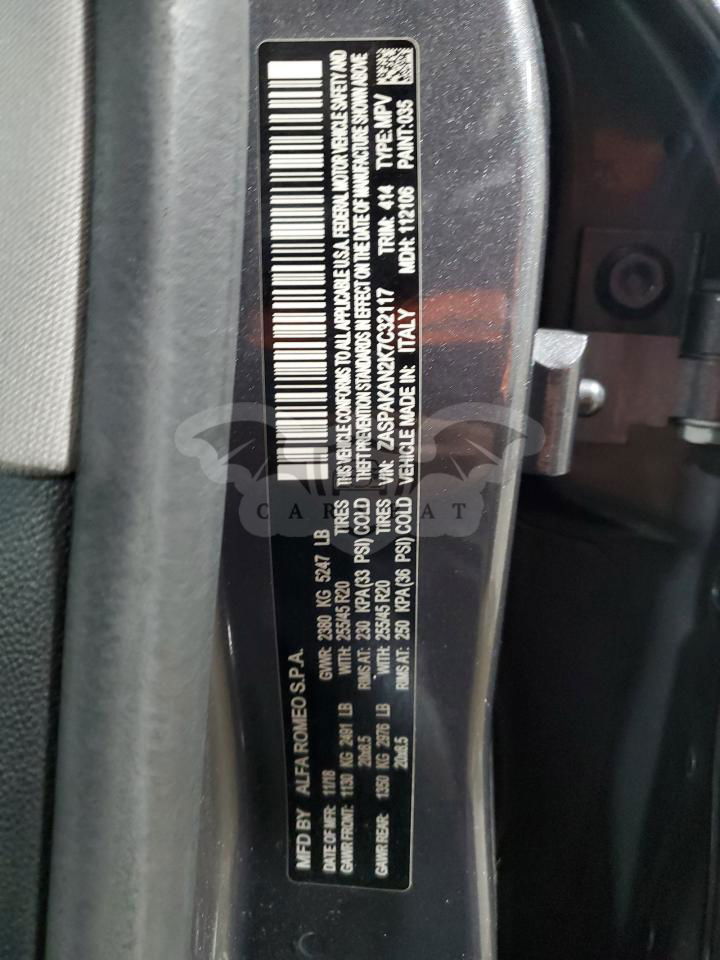 MFD BY ALFA ROMEO S.P.A.
DATE OF MFR: 11/18 GVWR: 2380 KG 5247 LB
GAWR FRONT: 1130 KG 2491 LB WITH: 255/45 R20 TIRES
20x8.5 RIMS AT: 230 KPA(33 PSI) COLD
GAWR REAR: 1350 KG 2976 LB WITH: 255/45 R20 TIRES
20x8.5 RIMS AT: 250 KPA(36 PSI) COLD
THIS VEHICLE CONFORMS TO ALL APPLICABLE U.S.A. FEDERAL MOTOR VEHICLE SAFETY AND
THEFT PREVENTION STANDARDS IN EFFECT ON THE DATE OF MANUFACTURE SHOWN ABOVE
VIN: ZASPAKAN2K7C32117 TRIM: 414 TYPE: MPV
VEHICLE MADE IN: ITALY MDH: 112106 PAINT: 035